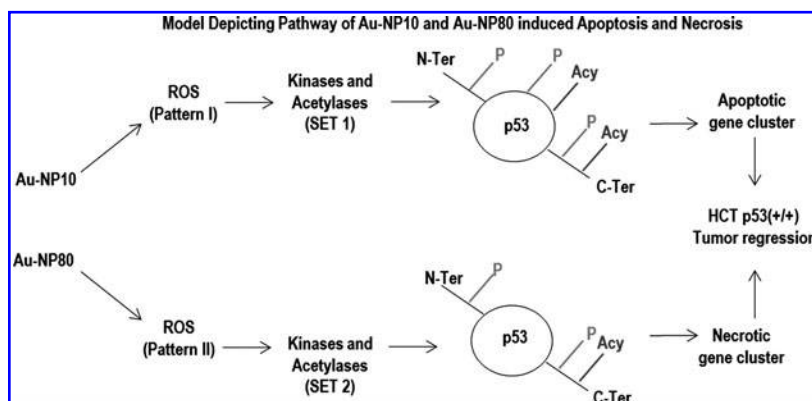 Model Depicting Pathway of Au-NP10 and Au-NP80 induced Apoptosis and Necrosis
Au-NP10
ROS
(Pattern I)
Kinases and
Acetylases
(SET 1)
N-Ter
P
P
Acy
p53
P
Acy
C-Ter
Apoptotic
gene cluster
HCT p53(+/+)
Tumor regression
Au-NP80
ROS
(Pattern II)
Kinases and
Acetylases
(SET 2)
N-Ter
P
p53
P
Acy
C-Ter
Necrotic
gene cluster